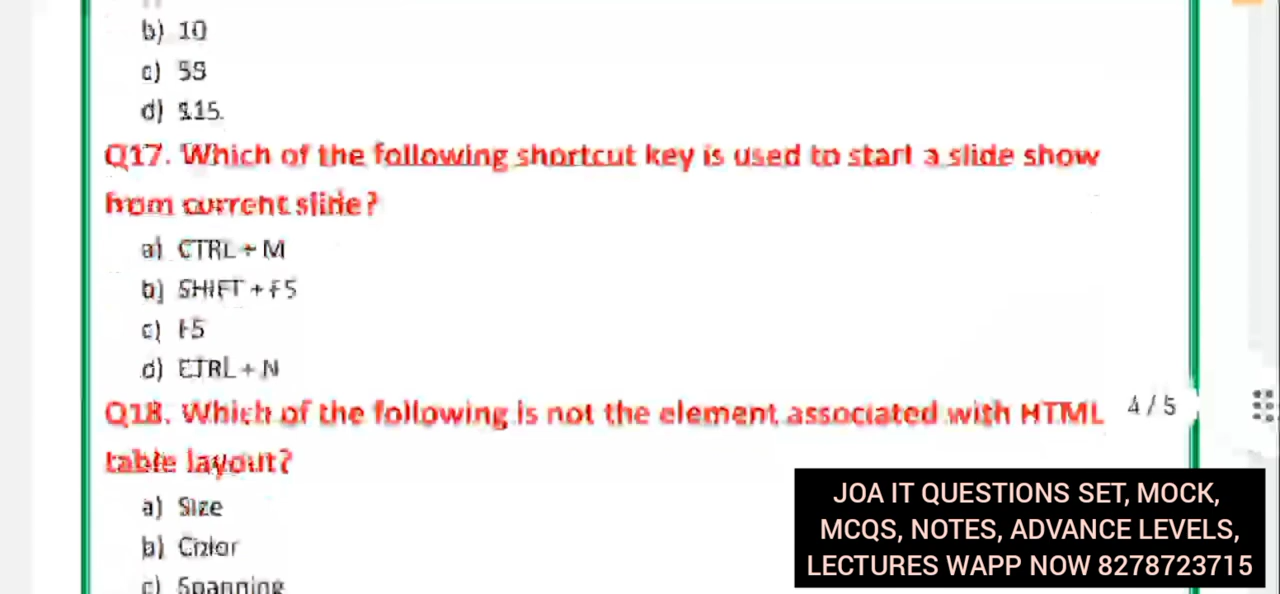 b) 10
c) 59
d) 115.
Q17. Which of the following shortcut key is used to start a slide show
from current slide?
a) CTRL + M
b) SHIFT + F5
c) F5
d) CTRL + N
Q18. Which of the following is not the element associated with HTML
table layout?
4 / 5
a) Size
b) Color
c) Spanning
JOA IT QUESTIONS SET, MOCK,
MCQS, NOTES, ADVANCE LEVELS,
LECTURES WAPP NOW 8278723715